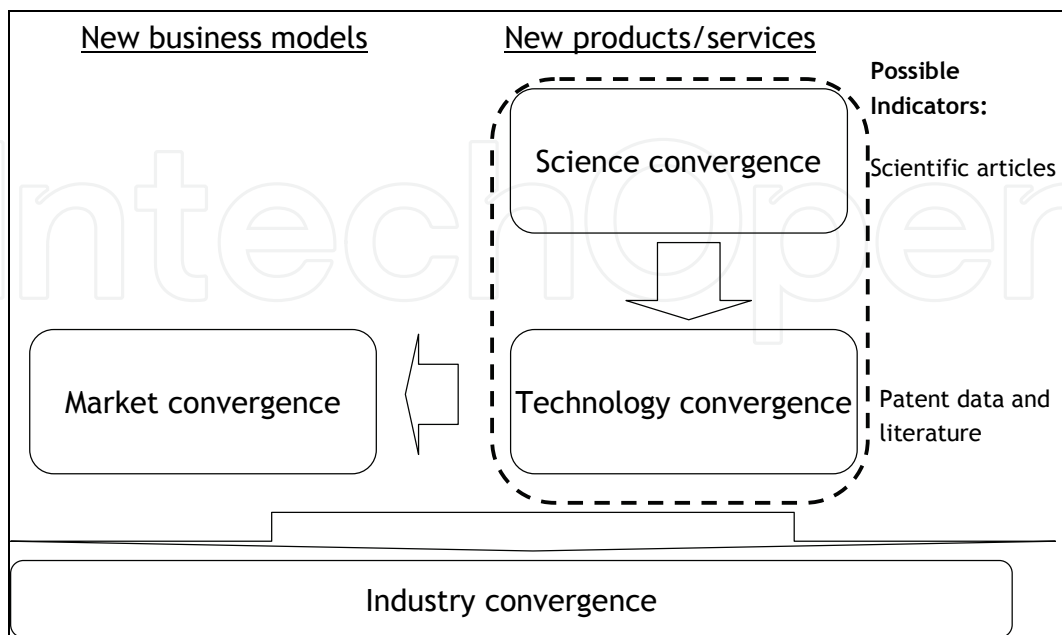 New business models
New products/services
Possible
Indicators:
Science convergence
Scientific articles
Market convergence
Technology convergence
Patent data and
literature
Industry convergence
IntechOpen